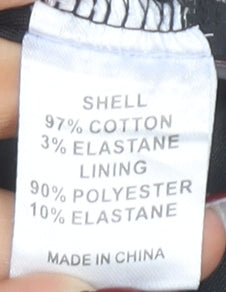 SHELL
97% COTTON
3% ELASTANE
LINING
90% POLYESTER
10% ELASTANE
MADE IN CHINA